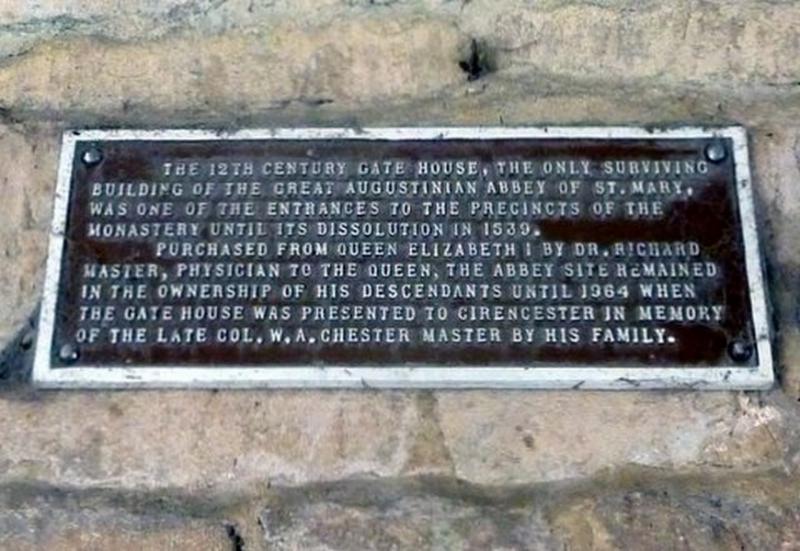 THE 12TH CENTURY GATE HOUSE, THE ONLY SURVIVING
BUILDING OF THE GREAT AUGUSTINIAN ABBEY OF ST. MARY,
WAS ONE OF THE ENTRANCES TO THE PRECINCTS OF THE
MONASTERY UNTIL ITS DISSOLUTION IN 1539.
PURCHASED FROM QUEEN ELIZABETH I BY DR. RICHARD
MASTER, PHYSICIAN TO THE QUEEN, THE ABBEY SITE REMAINED
IN THE OWNERSHIP OF HIS DESCENDANTS UNTIL 1964 WHEN
THE GATE HOUSE WAS PRESENTED TO CIRENCESTER IN MEMORY
OF THE LATE COL. W. A. CHESTER MASTER BY HIS FAMILY.